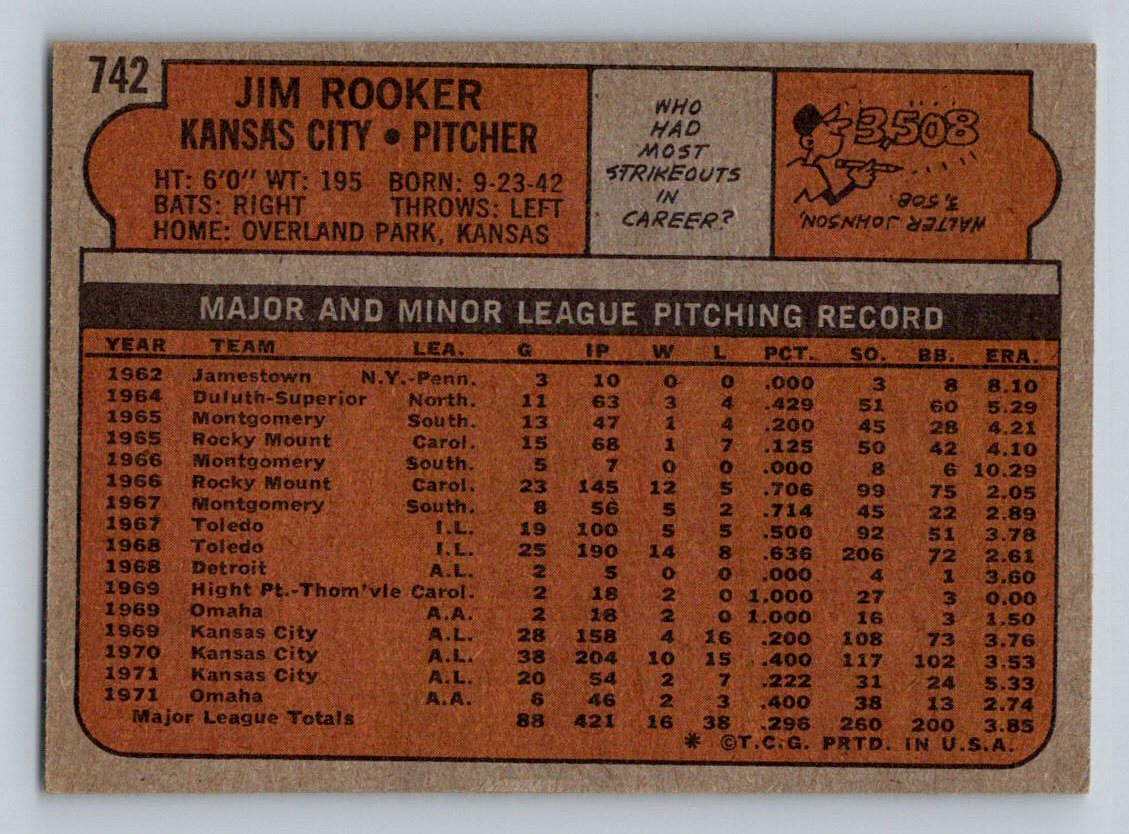 742
JIM ROOKER
KANSAS CITY • PITCHER
HT: 6'0" WT: 195 BORN: 9-23-42
BATS: RIGHT THROWS: LEFT
HOME: OVERLAND PARK, KANSAS
WHO
HAD
MOST
STRIKEOUTS
IN
CAREER?
3,508
WALTER JOHNSON,
3,508
MAJOR AND MINOR LEAGUE PITCHING RECORD
YEAR TEAM LEA. G IP W L PCT. SO. BB. ERA.
1962 Jamestown N.Y.-Penn. 3 10 0 0 .000 3 8 8.10
1964 Duluth-Superior North. 11 63 3 4 .429 51 60 5.29
1965 Montgomery South. 13 47 1 4 .200 45 28 4.21
1965 Rocky Mount Carol. 15 68 1 7 .125 50 42 4.10
1966 Montgomery South. 5 7 0 0 .000 8 6 10.29
1966 Rocky Mount Carol. 23 145 12 5 .706 99 75 2.05
1967 Montgomery South. 8 56 5 2 .714 45 22 2.89
1967 Toledo I.L. 19 100 5 5 .500 92 51 3.78
1968 Toledo I.L. 25 190 14 8 .636 206 72 2.61
1968 Detroit A.L. 2 5 0 0 .000 4 1 3.60
1969 Hight Pt.-Thom'vle Carol. 2 18 2 0 1.000 27 3 0.00
1969 Omaha A.A. 2 18 2 0 1.000 16 3 1.50
1969 Kansas City A.L. 28 158 4 16 .200 108 73 3.76
1970 Kansas City A.L. 38 204 10 15 .400 117 102 3.53
1971 Kansas City A.L. 20 54 2 7 .222 31 24 5.33
1971 Omaha A.A. 6 46 2 3 .400 38 13 2.74
Major League Totals 88 421 16 38 .296 260 200 3.85
* ©T.C.G. PRTD. IN U.S.A.